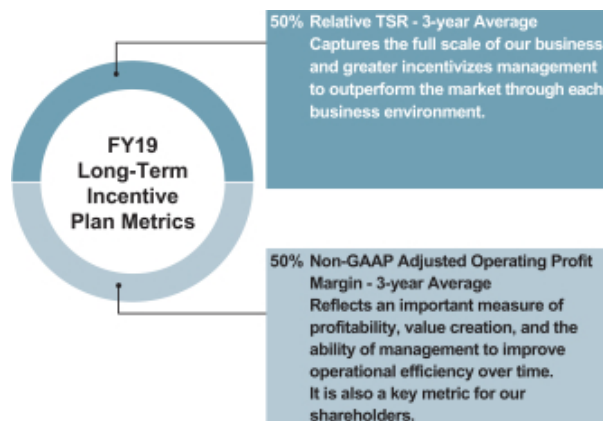 50% Relative TSR - 3-year Average
Captures the full scale of our business
and greater incentivizes management
to outperform the market through each
business environment.
FY19
Long-Term
Incentive
Plan Metrics
50% Non-GAAP Adjusted Operating Profit
Margin - 3-year Average
Reflects an important measure of
profitability, value creation, and the
ability of management to improve
operational efficiency over time.
It is also a key metric for our
shareholders.